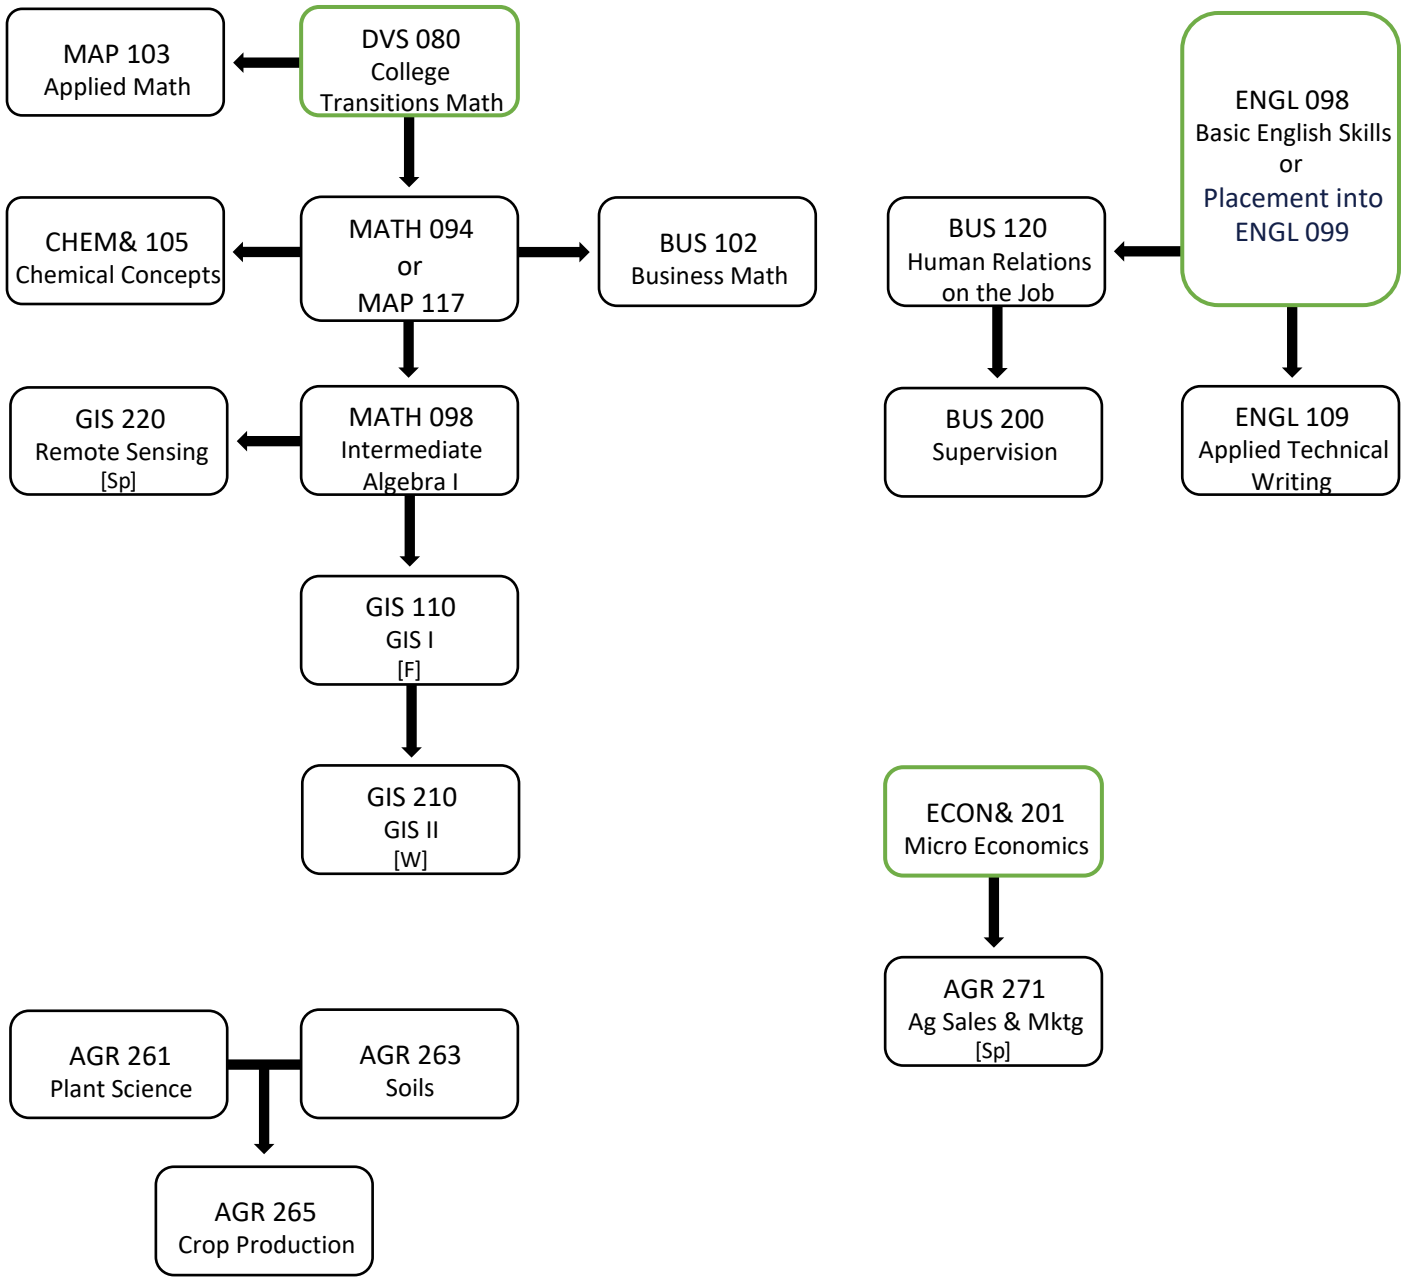 MAP 103
Applied Math
DVS 080
College
Transitions Math
ENGL 098
Basic English Skills
or
Placement into
ENGL 099
CHEM& 105
Chemical Concepts
MATH 094
or
MAP 117
BUS 102
Business Math
BUS 120
Human Relations
on the Job
GIS 220
Remote Sensing
[Sp]
MATH 098
Intermediate
Algebra I
BUS 200
Supervision
ENGL 109
Applied Technical
Writing
GIS 110
GIS I
[F]
GIS 210
GIS II
[W]
ECON& 201
Micro Economics
AGR 271
Ag Sales & Mktg
[Sp]
AGR 261
Plant Science
AGR 263
Soils
AGR 265
Crop Production